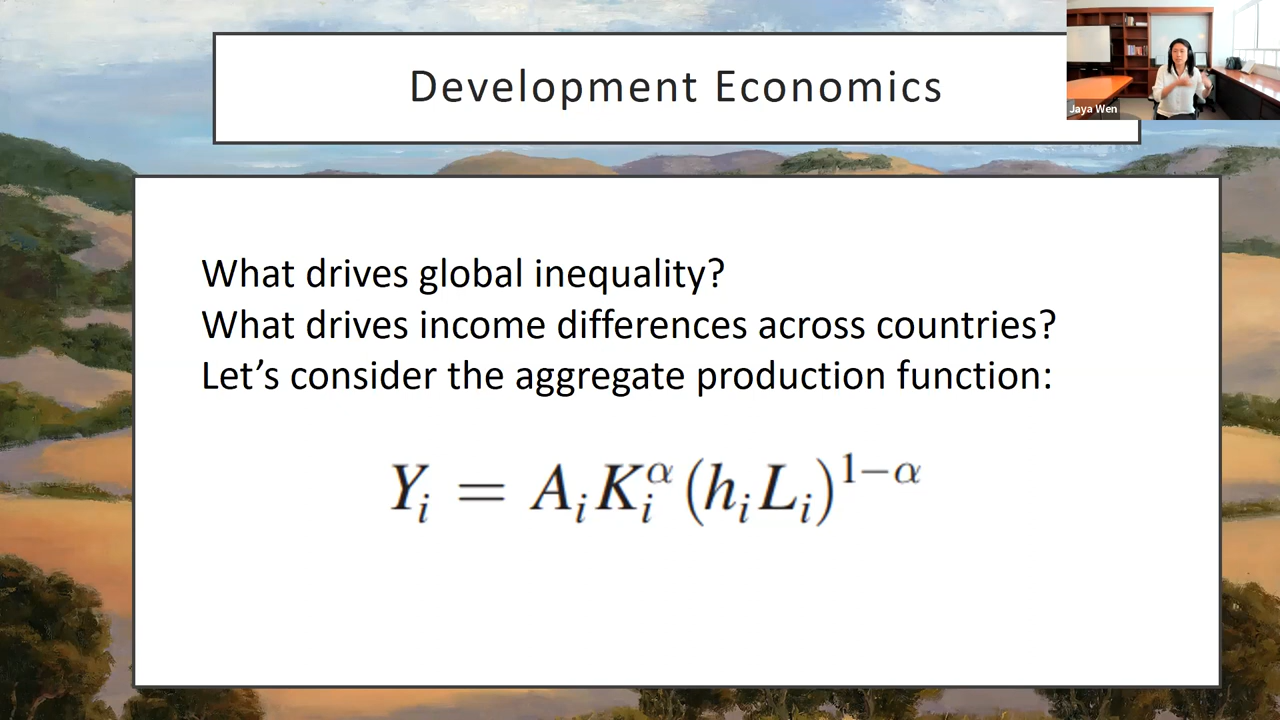 Development Economics
Jaya Wen
What drives global inequality?
What drives income differences across countries?
Let’s consider the aggregate production function:
Yᵢ = AᵢKᵢ^α(hᵢLᵢ)^{1−α}